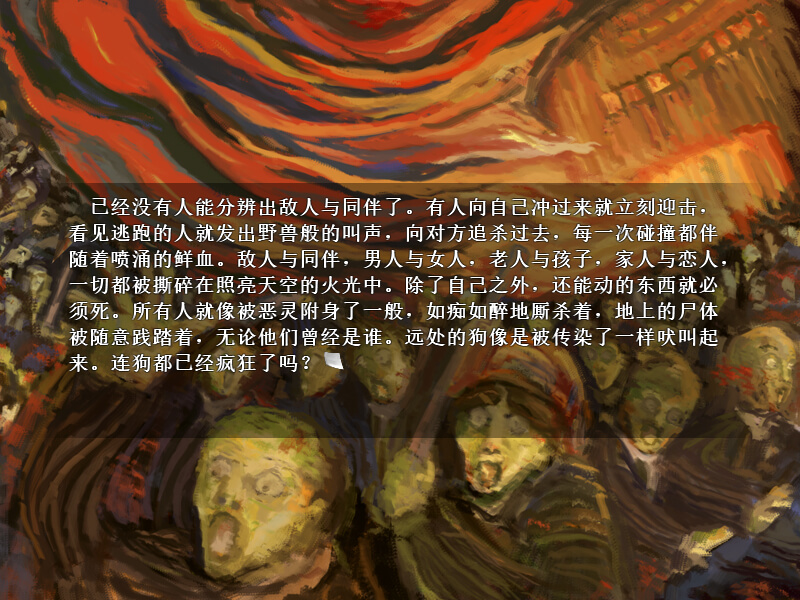 已经没有人能分辨出敌人与同伴了。有人向自己冲过来就立刻迎击，
看见逃跑的人就发出野兽般的叫声，向对方追杀过去，每一次碰撞都伴
随着喷涌的鲜血。敌人与同伴，男人与女人，老人与孩子，家人与恋人，
一切都被撕碎在照亮天空的火光中。除了自己之外，还能动的东西就必
须死。所有人就像被恶灵附身了一般，如痴如醉地厮杀着，地上的尸体
被随意践踏着，无论他们曾经是谁。远处的狗像是被传染了一样吠叫起
来。连狗都已经疯狂了吗？